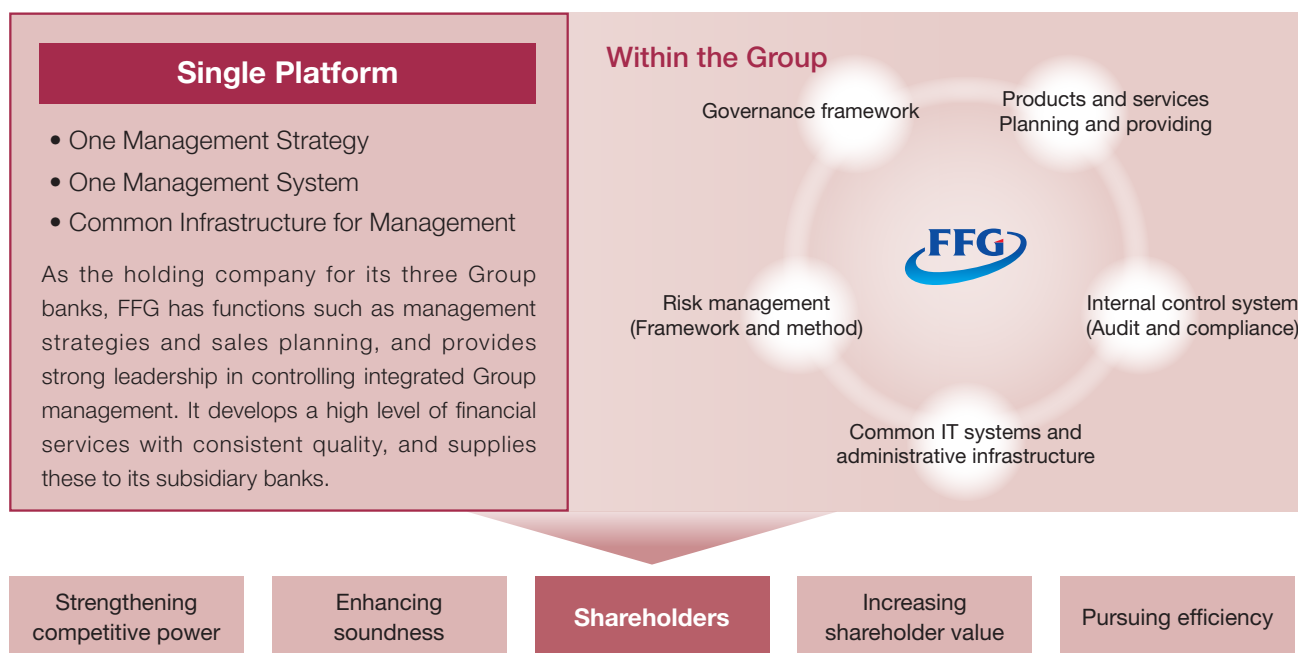 Single Platform
• One Management Strategy
• One Management System
• Common Infrastructure for Management
As the holding company for its three Group
banks, FFG has functions such as management
strategies and sales planning, and provides
strong leadership in controlling integrated Group
management. It develops a high level of financial
services with consistent quality, and supplies
these to its subsidiary banks.
Within the Group
Governance framework
Products and services
Planning and providing
FFG
Risk management
(Framework and method)
Internal control system
(Audit and compliance)
Common IT systems and
administrative infrastructure
Strengthening
competitive power
Enhancing
soundness
Shareholders
Increasing
shareholder value
Pursuing efficiency